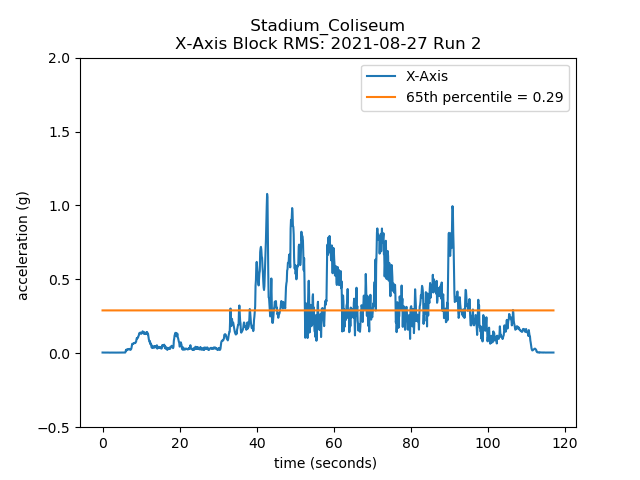 Stadium_Coliseum
X-Axis Block RMS: 2021-08-27 Run 2
2.0
1.5
1.0
0.5
0.0
−0.5
acceleration (g)
X-Axis
65th percentile = 0.29
0 20 40 60 80 100 120
time (seconds)